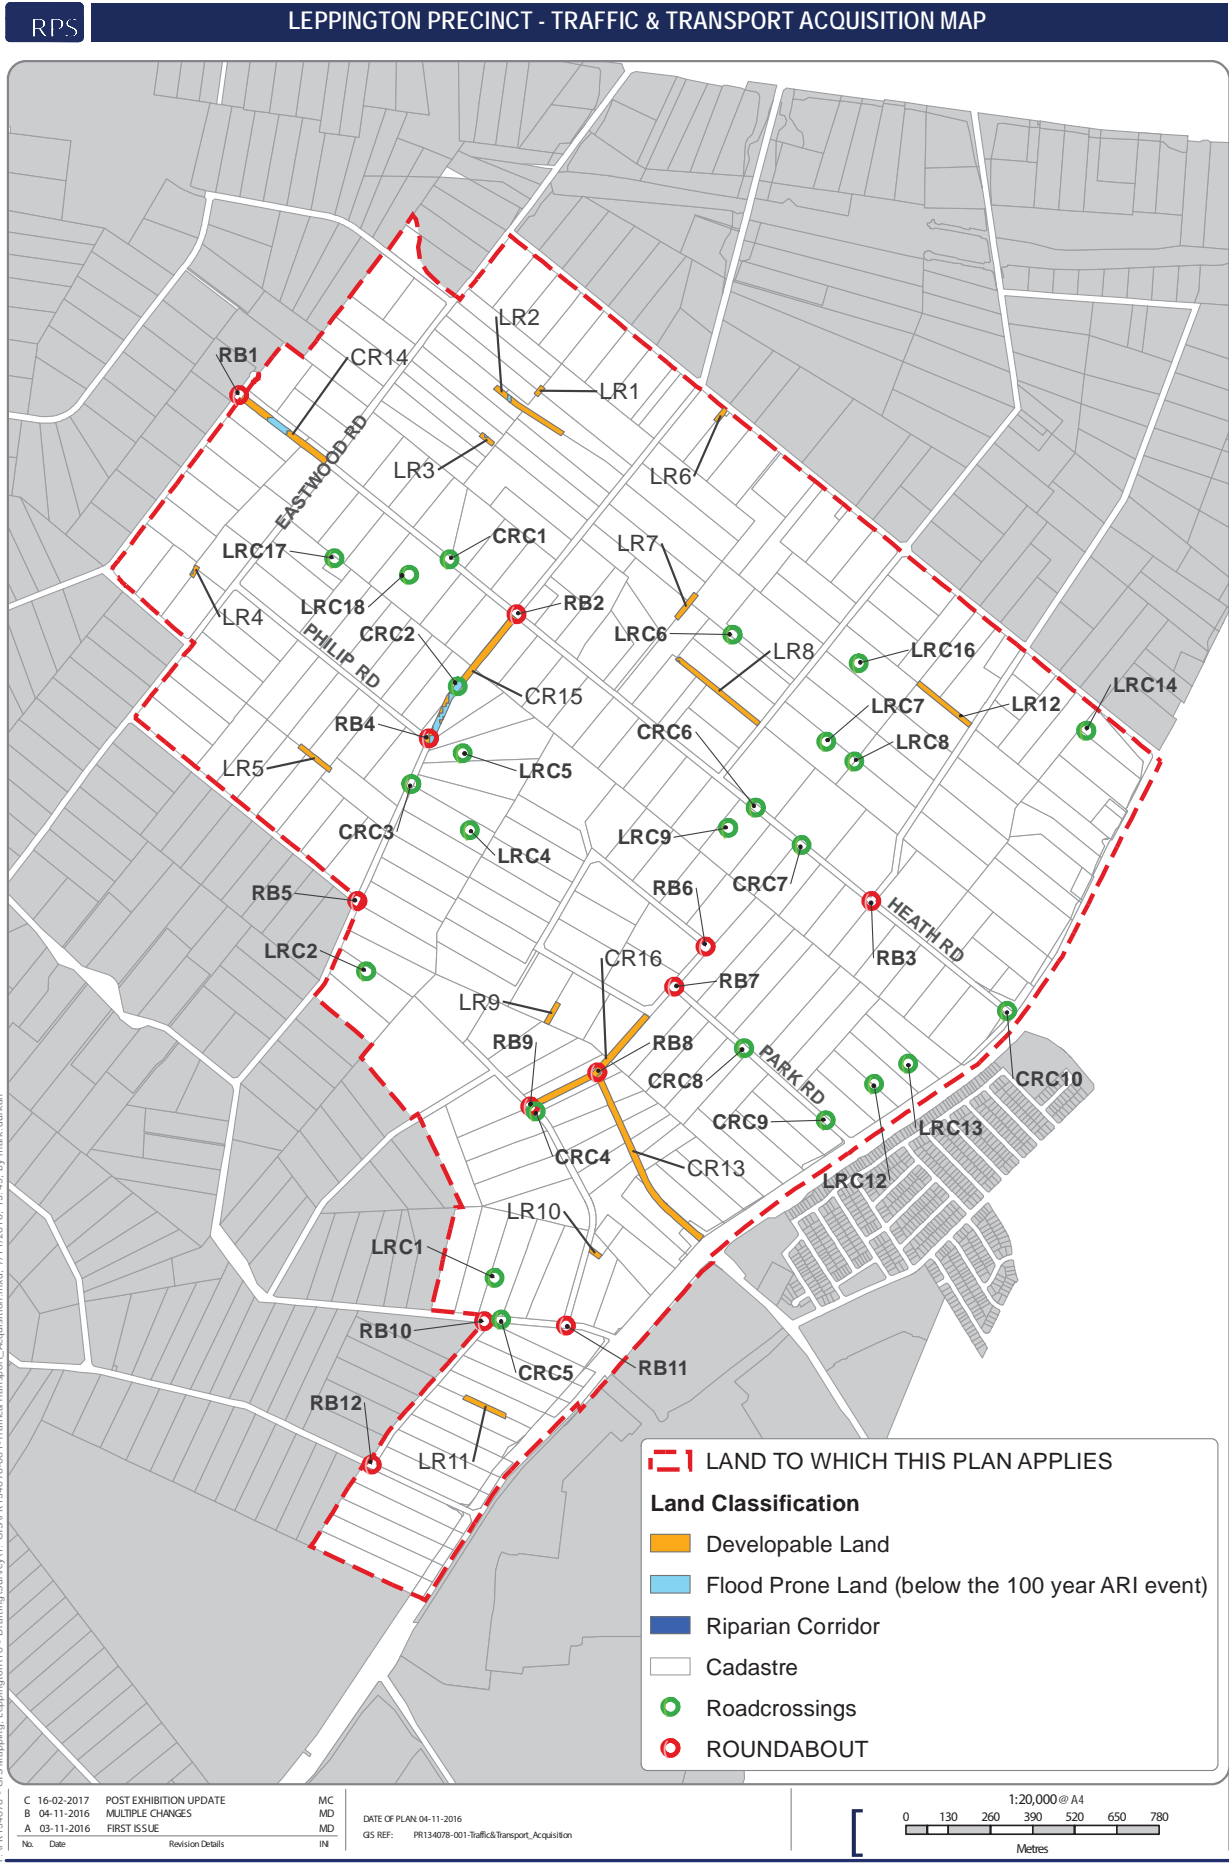 RPS
LEPPINGTON PRECINCT - TRAFFIC & TRANSPORT ACQUISITION MAP
LR2
RB1
CR14
LR1
EASTWOOD RD
LR3
LR6
CRC1
LR7
LRC17
LRC18
RB2
LR4
CRC2
LRC6
PHILIP RD
LR8
LRC16
CR15
LRC14
LR12
LRC7
RB4
CRC6
LRC8
LR5
LRC5
CRC3
LRC9
LRC4
CRC7
RB6
RB5
HEATH RD
LRC2
CR16
RB3
RB7
LR9
RB9
RB8
PARK RD
CRC8
CRC10
CRC9
LRC13
CRC4
CR13
LRC12
LR10
LRC1
RB10
RB11
CRC5
RB12
LR11
LAND TO WHICH THIS PLAN APPLIES
Land Classification
Developable Land
Flood Prone Land (below the 100 year ARI event)
Riparian Corridor
Cadastre
Roadcrossings
ROUNDABOUT
C 16-02-2017 POST EXHIBITION UPDATE MC
B 04-11-2016 MULTIPLE CHANGES MD
A 03-11-2016 FIRST ISSUE MD
No. Date Revision Details INI
DATE OF PLAN: 04-11-2016
GIS REF: PR134078-001-Traffic&Transport_Acquisition
1:20,000 @ A4
0 130 260 390 520 650 780
Metres